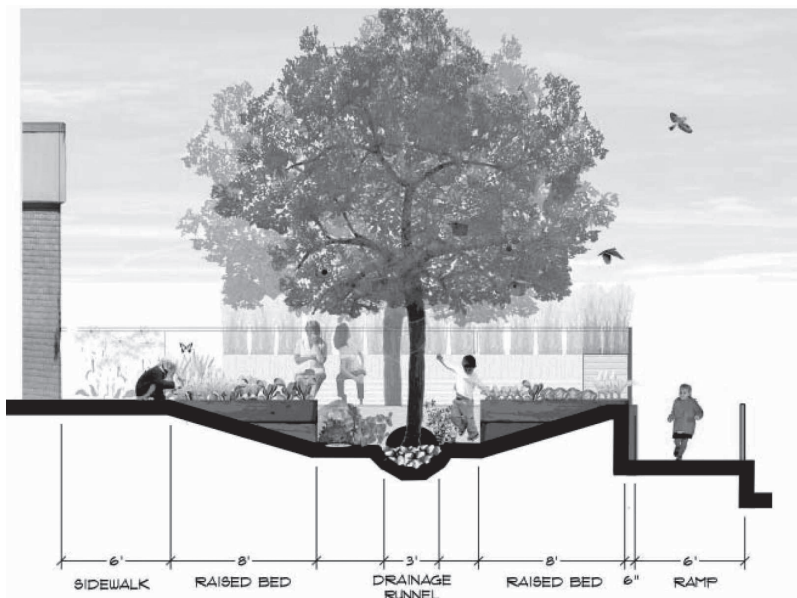 6' 8' 3' 8' 6" 6'
SIDEWALK RAISED BED DRAINAGE RAISED BED RAMP
RUNNEL